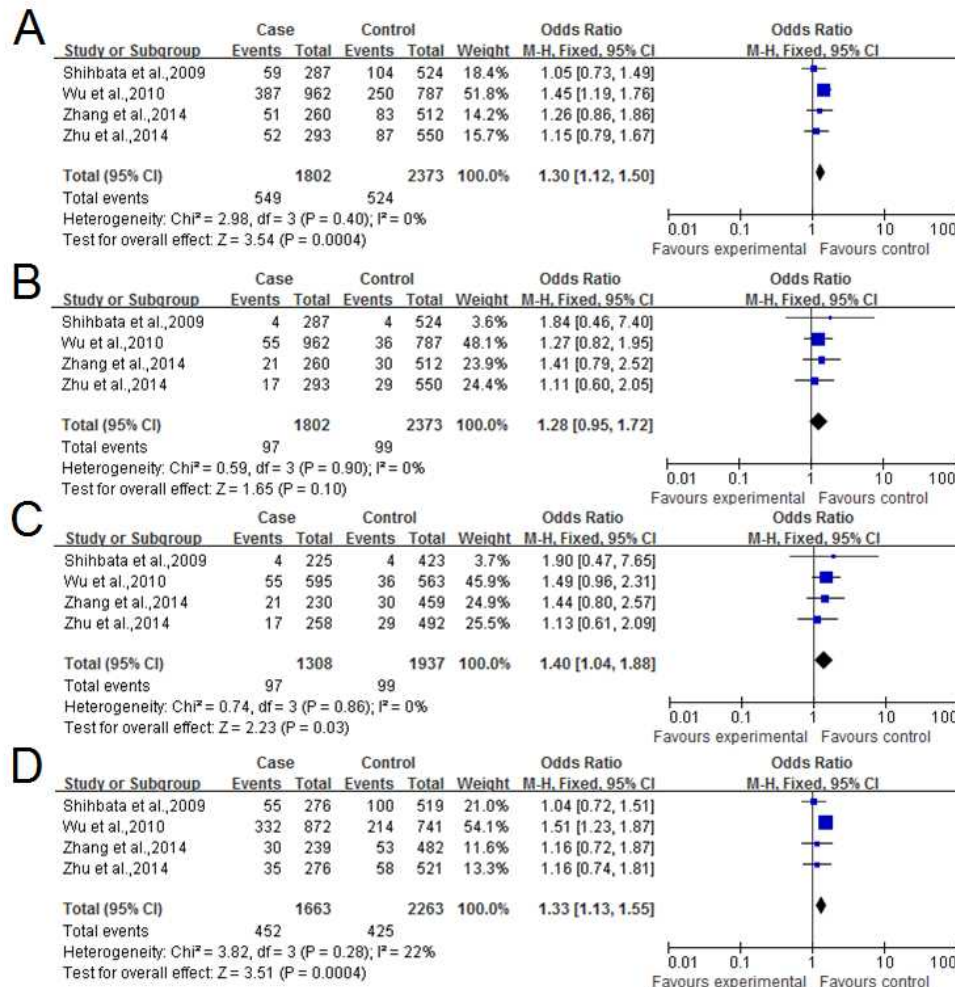 A
Case Control Odds Ratio Odds Ratio
Study or Subgroup Events Total Events Total Weight M-H, Fixed, 95% CI M-H, Fixed, 95% CI
Shihbata et al.,2009 59 287 104 524 18.4% 1.05 [0.73, 1.49]
Wu et al.,2010 387 962 250 787 51.8% 1.45 [1.19, 1.76]
Zhang et al.,2014 51 260 83 512 14.2% 1.26 [0.86, 1.86]
Zhu et al.,2014 52 293 87 550 15.7% 1.15 [0.79, 1.67]
Total (95% CI) 1802 2373 100.0% 1.30 [1.12, 1.50]
Total events 549 524
Heterogeneity: Chi² = 2.98, df = 3 (P = 0.40); I² = 0%
Test for overall effect: Z = 3.54 (P = 0.0004)
0.01 0.1 1 10 100
Favours experimental Favours control
B
Case Control Odds Ratio Odds Ratio
Study or Subgroup Events Total Events Total Weight M-H, Fixed, 95% CI M-H, Fixed, 95% CI
Shihbata et al.,2009 4 287 4 524 3.6% 1.84 [0.46, 7.40]
Wu et al.,2010 55 962 36 787 48.1% 1.27 [0.82, 1.95]
Zhang et al.,2014 21 260 30 512 23.9% 1.41 [0.79, 2.52]
Zhu et al.,2014 17 293 29 550 24.4% 1.11 [0.60, 2.05]
Total (95% CI) 1802 2373 100.0% 1.28 [0.95, 1.72]
Total events 97 99
Heterogeneity: Chi² = 0.59, df = 3 (P = 0.90); I² = 0%
Test for overall effect: Z = 1.65 (P = 0.10)
0.01 0.1 1 10 100
Favours experimental Favours control
C
Case Control Odds Ratio Odds Ratio
Study or Subgroup Events Total Events Total Weight M-H, Fixed, 95% CI M-H, Fixed, 95% CI
Shihbata et al.,2009 4 225 4 423 3.7% 1.90 [0.47, 7.65]
Wu et al.,2010 55 595 36 563 45.9% 1.49 [0.96, 2.31]
Zhang et al.,2014 21 230 30 459 24.9% 1.44 [0.80, 2.57]
Zhu et al.,2014 17 258 29 492 25.5% 1.13 [0.61, 2.09]
Total (95% CI) 1308 1937 100.0% 1.40 [1.04, 1.88]
Total events 97 99
Heterogeneity: Chi² = 0.74, df = 3 (P = 0.86); I² = 0%
Test for overall effect: Z = 2.23 (P = 0.03)
0.01 0.1 1 10 100
Favours experimental Favours control
D
Case Control Odds Ratio Odds Ratio
Study or Subgroup Events Total Events Total Weight M-H, Fixed, 95% CI M-H, Fixed, 95% CI
Shihbata et al.,2009 55 276 100 519 21.0% 1.04 [0.72, 1.51]
Wu et al.,2010 332 872 214 741 54.1% 1.51 [1.23, 1.87]
Zhang et al.,2014 30 239 53 482 11.6% 1.16 [0.72, 1.87]
Zhu et al.,2014 35 276 58 521 13.3% 1.16 [0.74, 1.81]
Total (95% CI) 1663 2263 100.0% 1.33 [1.13, 1.55]
Total events 452 425
Heterogeneity: Chi² = 3.82, df = 3 (P = 0.28); I² = 22%
Test for overall effect: Z = 3.51 (P = 0.0004)
0.01 0.1 1 10 100
Favours experimental Favours control